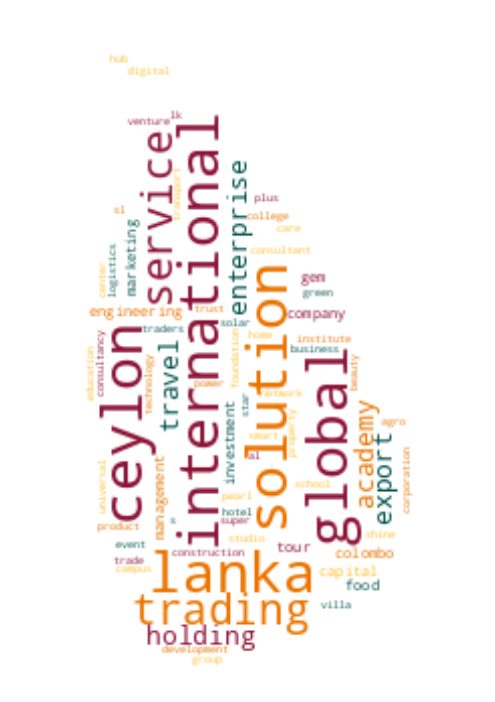 hub
digital
venture
lk
international
service
transport
enterprise
plus
sl
college
marketing
care
logistics
center
consultant
solution
gem
green
engineering
trust
company
solar
traders
ceylon
consultancy
home
institute
business
global
travel
foundation
education
technology
power
beauty
network
star
investment
smart
property
academy
agro
export
al
management
universal
corporation
school
pearl
hotel
s
super
product
shine
studio
event
tour
construction
colombo
trade
lanka
campus
capital
food
trading
villa
holding
development
group